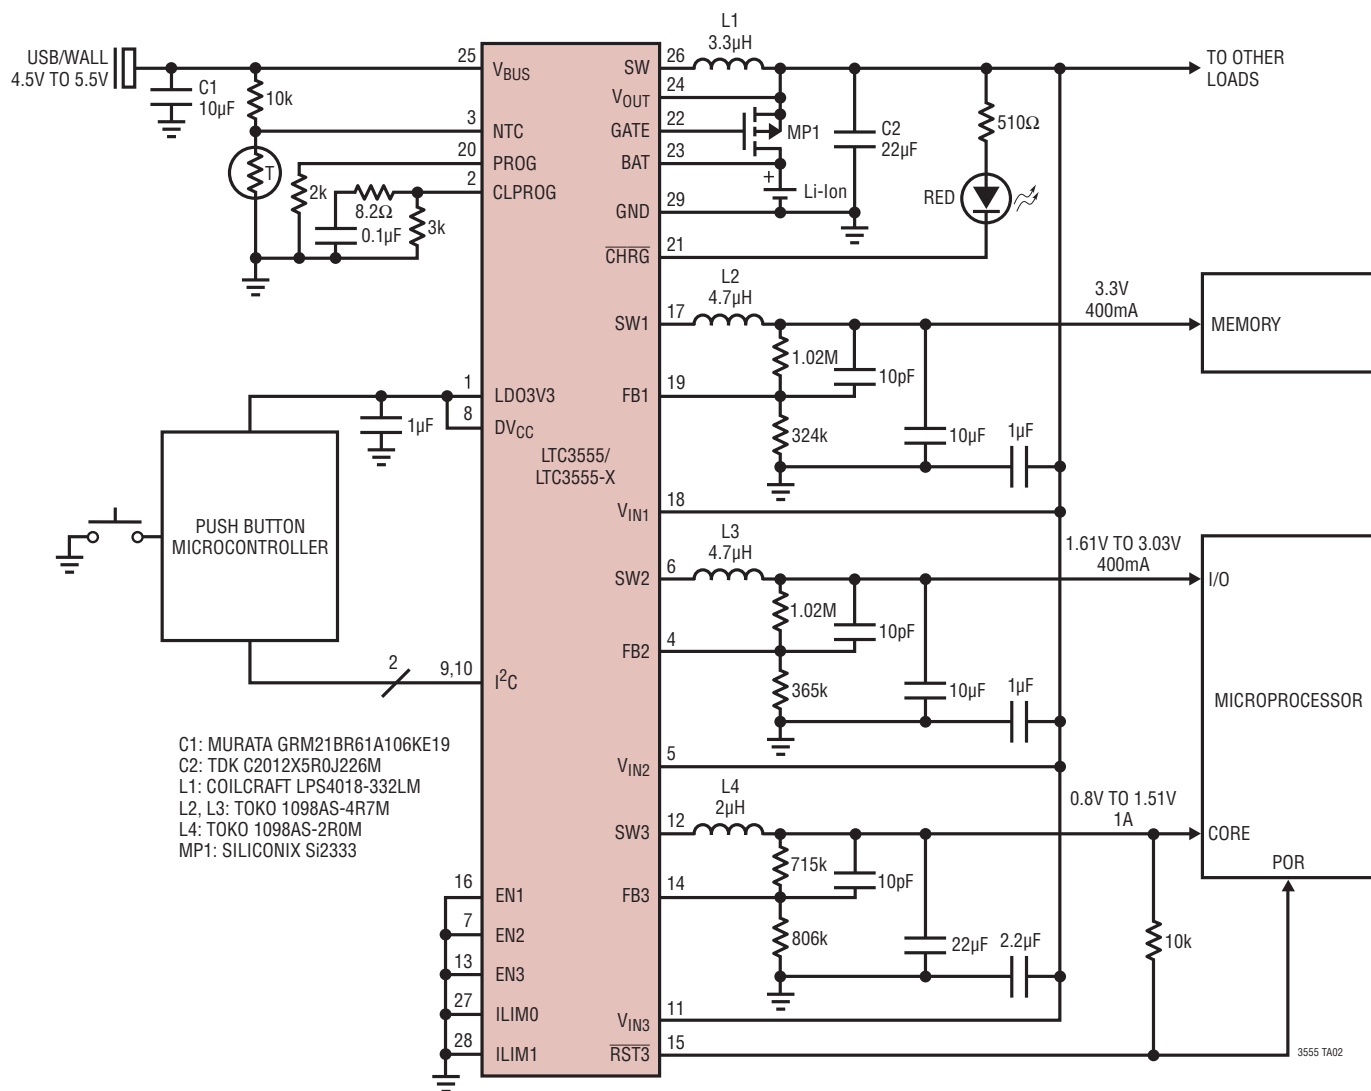 USB/WALL
4.5V TO 5.5V
C1
10µF
10k
T
2k
8.2Ω
0.1µF
3k
25
3
20
2
V_BUS
NTC
PROG
CLPROG
SW
V_OUT
GATE
BAT
GND
CHRG
26
24
22
23
29
21
L1
3.3µH
MP1
+
Li-Ion
C2
22µF
510Ω
RED
TO OTHER
LOADS
SW1
17
L2
4.7µH
1.02M
10pF
FB1
19
324k
10µF
1µF
3.3V
400mA
MEMORY
1
LDO3V3
8
DV_CC
1µF
LTC3555/
LTC3555-X
V_IN1
18
PUSH BUTTON
MICROCONTROLLER
2
9,10
I²C
SW2
6
L3
4.7µH
1.02M
10pF
FB2
4
365k
10µF
1µF
1.61V TO 3.03V
400mA
I/O
MICROPROCESSOR
V_IN2
5
SW3
12
L4
2µH
715k
10pF
FB3
14
806k
22µF
2.2µF
0.8V TO 1.51V
1A
CORE
POR
10k
V_IN3
11
RST3
15
C1: MURATA GRM21BR61A106KE19
C2: TDK C2012X5R0J226M
L1: COILCRAFT LPS4018-332LM
L2, L3: TOKO 1098AS-4R7M
L4: TOKO 1098AS-2R0M
MP1: SILICONIX Si2333
16
EN1
7
EN2
13
EN3
27
ILIM0
28
ILIM1
3555 TA02